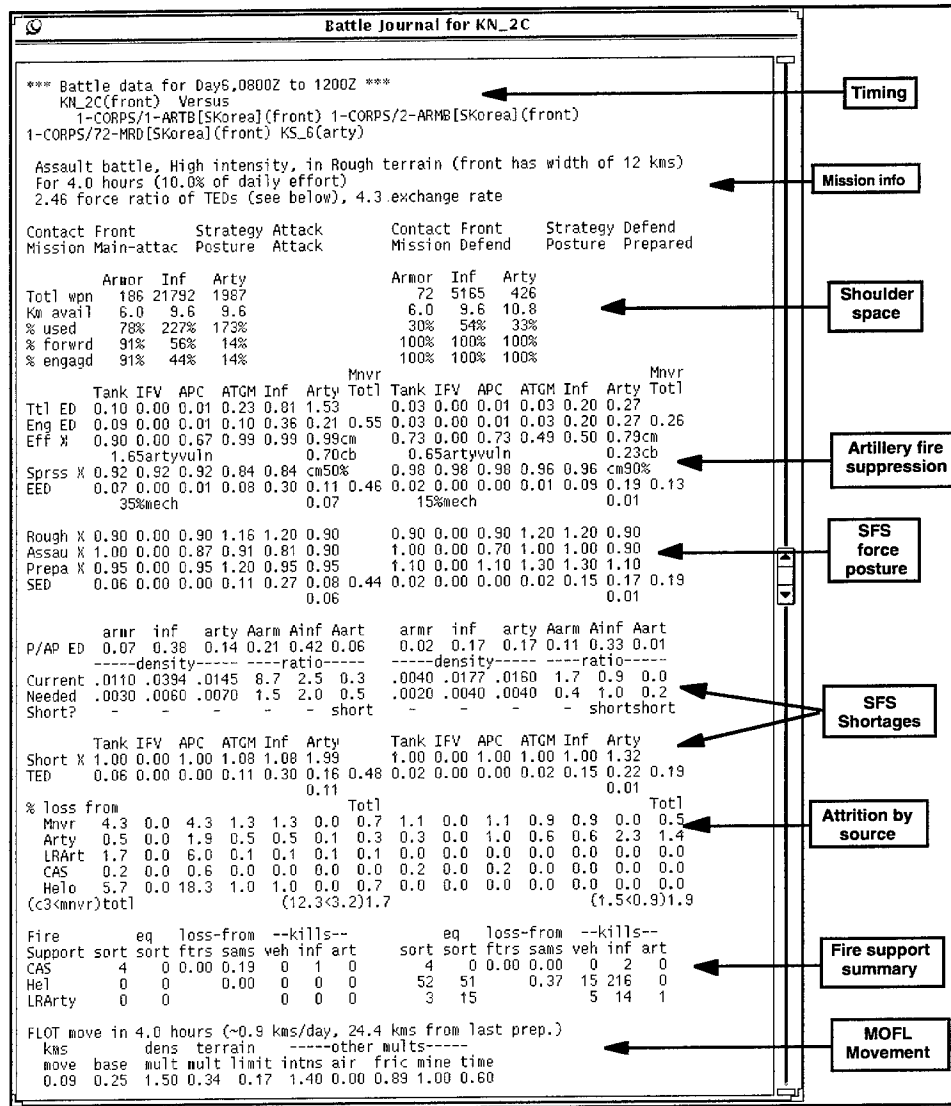 Battle Journal for KN_2C
*** Battle data for Day6,0800Z to 1200Z ***
KN_2C(front) Versus
1-CORPS/1-ARTB[SKorea](front) 1-CORPS/2-ARMB[SKorea](front)
1-CORPS/72-MRD[SKorea](front) KS_6(arty)
Timing
Assault battle, High intensity, in Rough terrain (front has width of 12 kms)
For 4.0 hours (10.0% of daily effort)
2.46 force ratio of TEDs (see below), 4.3 exchange rate
Mission info
Contact Front Strategy Attack Contact Front Strategy Defend
Mission Main-attac Posture Attack Mission Defend Posture Prepared
Armor Inf Arty Armor Inf Arty
Totl wpn 186 21792 1987 72 5165 426
Km avail 6.0 9.6 9.6 6.0 9.6 10.8
% used 78% 227% 173% 30% 54% 33%
% forwrd 91% 56% 14% 100% 100% 100%
% engagd 91% 44% 14% 100% 100% 100%
Shoulder
space
Mnvr Mnvr
Tank IFV APC ATGM Inf Arty Totl Tank IFV APC ATGM Inf Arty Totl
Ttl ED 0.10 0.00 0.01 0.23 0.81 1.53 0.03 0.00 0.01 0.03 0.20 0.27
Eng ED 0.09 0.00 0.01 0.10 0.36 0.21 0.55 0.03 0.00 0.01 0.03 0.20 0.27 0.26
Eff X 0.90 0.00 0.67 0.99 0.99 0.99cm 0.73 0.00 0.73 0.49 0.50 0.79cm
1.65artyvuln 0.70cb 0.65artyvuln 0.23cb
Sprss X 0.92 0.92 0.92 0.84 0.84 cm50% 0.98 0.98 0.98 0.96 0.96 cm90%
EED 0.07 0.00 0.01 0.08 0.30 0.11 0.46 0.02 0.00 0.00 0.01 0.09 0.19 0.13
35%mech 0.07 15%mech 0.01
Artillery fire
suppression
Rough X 0.90 0.00 0.90 1.16 1.20 0.90 0.90 0.00 0.90 1.20 1.20 0.90
Assau X 1.00 0.00 0.87 0.91 0.81 0.90 1.00 0.00 0.70 1.00 1.00 0.90
Prepa X 0.95 0.00 0.95 1.20 0.95 0.95 1.10 0.00 1.10 1.30 1.30 1.10
SED 0.06 0.00 0.00 0.11 0.27 0.08 0.44 0.02 0.00 0.00 0.02 0.15 0.17 0.19
0.06 0.01
SFS
force
posture
armr inf arty Aarm Ainf Aart armr inf arty Aarm Ainf Aart
P/AP ED 0.07 0.38 0.14 0.21 0.42 0.06 0.02 0.17 0.17 0.11 0.33 0.01
-----density----- ----ratio----- -----density----- ----ratio-----
Current .0110 .0394 .0145 8.7 2.5 0.3 .0040 .0177 .0160 1.7 0.9 0.0
Needed .0030 .0060 .0070 1.5 2.0 0.5 .0020 .0040 .0040 0.4 1.0 0.2
Short? - - - - - short - - - - shortshort
SFS
Shortages
Tank IFV APC ATGM Inf Arty Tank IFV APC ATGM Inf Arty
Short X 1.00 0.00 1.00 1.08 1.08 1.99 1.00 0.00 1.00 1.00 1.00 1.32
TED 0.06 0.00 0.00 0.11 0.30 0.16 0.48 0.02 0.00 0.00 0.02 0.15 0.22 0.19
0.11 0.01
% loss from Totl Totl
Mnvr 4.3 0.0 4.3 1.3 1.3 0.0 0.7 1.1 0.0 1.1 0.9 0.9 0.0 0.5
Arty 0.5 0.0 1.9 0.5 0.5 0.1 0.3 0.3 0.0 1.0 0.6 0.6 2.3 1.4
LRArt 1.7 0.0 6.0 0.1 0.1 0.1 0.1 0.0 0.0 0.0 0.0 0.0 0.0 0.0
CAS 0.2 0.0 0.6 0.0 0.0 0.0 0.0 0.2 0.0 0.2 0.0 0.0 0.0 0.0
Helo 5.7 0.0 18.3 1.0 1.0 0.0 0.7 0.0 0.0 0.0 0.0 0.0 0.0 0.0
(c3<mnvr)totl (12.3<3.2)1.7 (1.5<0.9)1.9
Attrition by
source
Fire eq loss-from --kills-- eq loss-from --kills--
Support sort sort ftrs sams veh inf art sort sort ftrs sams veh inf art
CAS 4 0 0.00 0.19 0 1 0 4 0 0.00 0.00 0 2 0
Hel 0 0 0.00 0 0 0 52 51 0.37 15 216 0
LRArty 0 0 0 0 0 3 15 5 14 1
Fire support
summary
FLOT move in 4.0 hours (~0.9 kms/day, 24.4 kms from last prep.)
kms dens terrain -----other mults-----
move base mult mult limit intns air fric mine time
0.09 0.25 1.50 0.34 0.17 1.40 0.00 0.89 1.00 0.60
MOFL
Movement